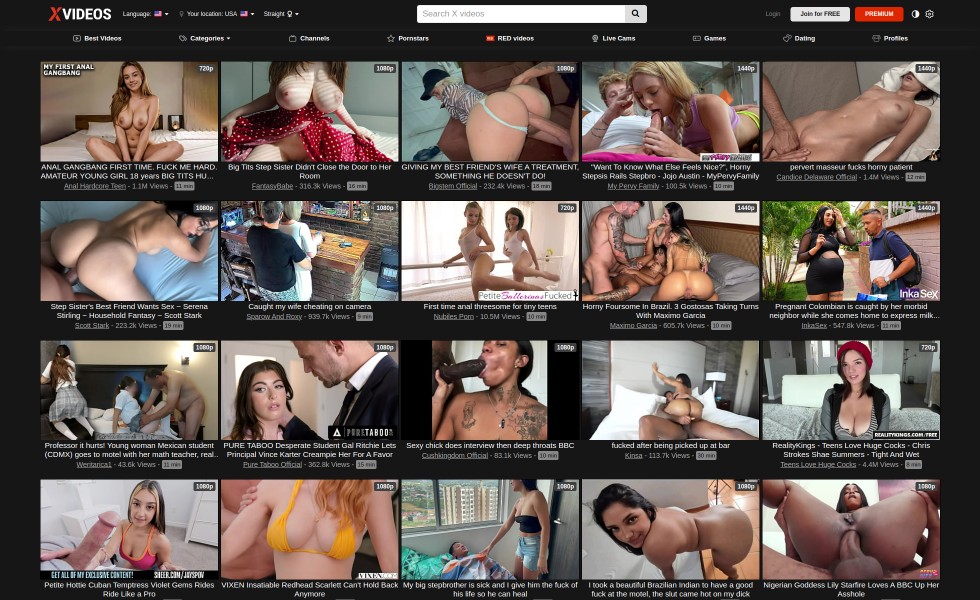 XVIDEOS
Language:
Your location: USA
Straight
Search X videos
Login
Join for FREE
PREMIUM
Best Videos
Categories
Channels
Pornstars
RED videos
Live Cams
Games
Dating
Profiles
MY FIRST ANAL
GANGBANG
720p
1080p
1080p
1440p
1440p
ANAL GANGBANG FIRST TIME. FUCK ME HARD.
AMATEUR YOUNG GIRL 18 years BIG TITS HU...
Anal Hardcore Teen - 1.1M Views - 11 min
Big Tits Step Sister Didn't Close the Door to Her
Room
FantasyBabe - 316.3k Views - 16 min
GIVING MY BEST FRIEND'S WIFE A TREATMENT,
SOMETHING HE DOESN'T DO!
Bigstem Official - 232.4k Views - 18 min
"Want To Know What Else Feels Nice?", Horny
Stepsis Rails Stepbro - Jojo Austin - MyPervyFamily
My Pervy Family - 100.5k Views - 10 min
pervert masseur fucks horny patient
Candice Delaware Official - 1.4M Views - 12 min
1080p
1080p
720p
1440p
1440p
PetiteBallerinasFucked
InkaSex
Step Sister's Best Friend Wants Sex ~ Serena
Stirling ~ Household Fantasy ~ Scott Stark
Scott Stark - 223.2k Views - 19 min
Caught my wife cheating on camera
Sparow And Roxy - 939.7k Views - 9 min
First time anal threesome for tiny teens
Nubiles Porn - 10.5M Views - 10 min
Horny Foursome In Brazil. 3 Gostosas Taking Turns
With Maximo Garcia
Maximo Garcia - 605.7k Views - 10 min
Pregnant Colombian is caught by her morbid
neighbor while she comes home to express milk...
InkaSex - 547.8k Views - 11 min
1080p
1080p
1080p
720p
PURETABOO
REALITYKINGS.COM/FREE
Professor it hurts! Young woman Mexican student
(CDMX) goes to motel with her math teacher, real..
Weritarica1 - 43.6k Views - 11 min
PURE TABOO Desperate Student Gal Ritchie Lets
Principal Vince Karter Creampie Her For A Favor
Pure Taboo Official - 362.8k Views - 15 min
Sexy chick does interview then deep throats BBC
Cushkingdom Official - 83.1k Views - 10 min
fucked after being picked up at bar
Kinsa - 113.7k Views - 30 min
RealityKings - Teens Love Huge Cocks - Chris
Strokes Shae Summers - Tight And Wet
Teens Love Huge Cocks - 4.4M Views - 8 min
1080p
1080p
1080p
1080p
1080p
GET ALL OF MY EXCLUSIVE CONTENT!
VIXEN.COM
Petite Hottie Cuban Temptress Violet Gems Rides
Ride Like a Pro
VIXEN Insatiable Redhead Scarlett Can't Hold Back
Anymore
My big stepbrother is sick and I give him the fuck of
his life so he can heal
I took a beautiful Brazilian Indian to have a good
fuck at the motel, the slut came hot on my dick
Nigerian Goddess Lily Starfire Loves A BBC Up Her
Asshole